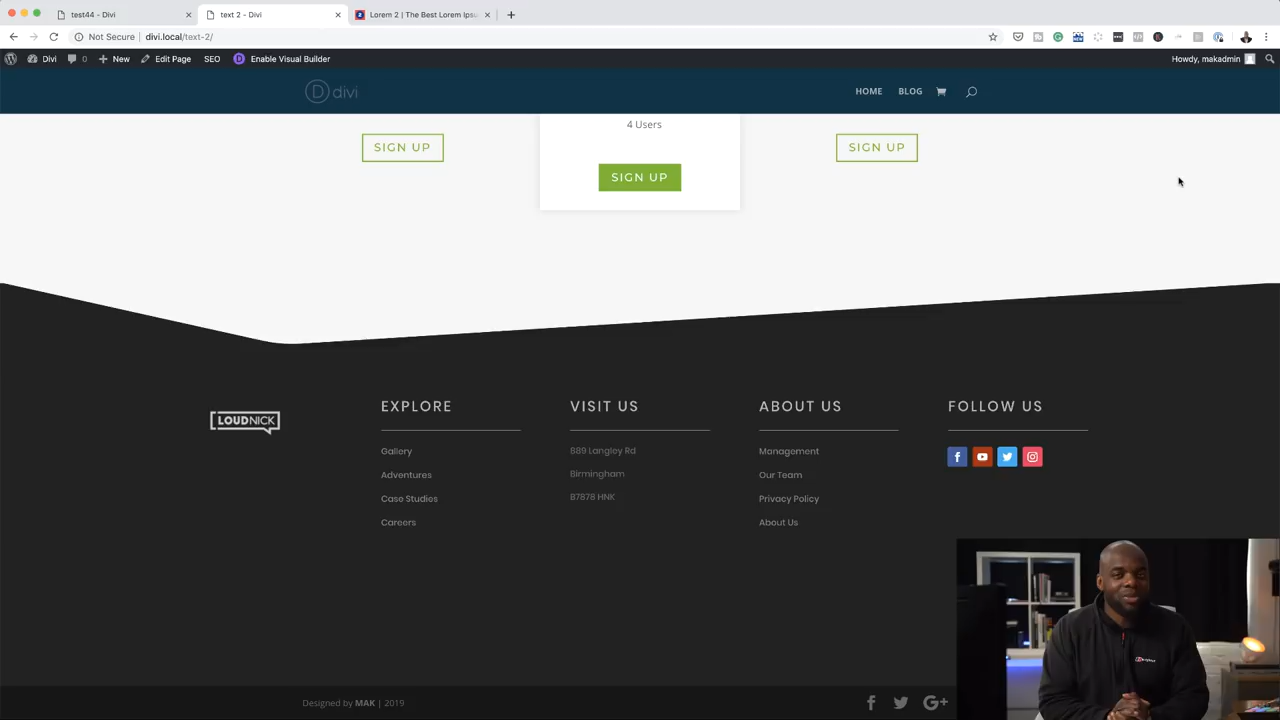 test44 - Divi
text 2 - Divi
Lorem 2 | The Best Lorem Ipsu
Not Secure | divi.local/text-2/
Divi 0 New Edit Page SEO Enable Visual Builder Howdy, makadmin
divi HOME BLOG
4 Users
SIGN UP SIGN UP
SIGN UP
LOUDNICK
EXPLORE
Gallery
Adventures
Case Studies
Careers
VISIT US
889 Langley Rd
Birmingham
B7878 HNK
ABOUT US
Management
Our Team
Privacy Policy
About Us
FOLLOW US
Designed by MAK | 2019